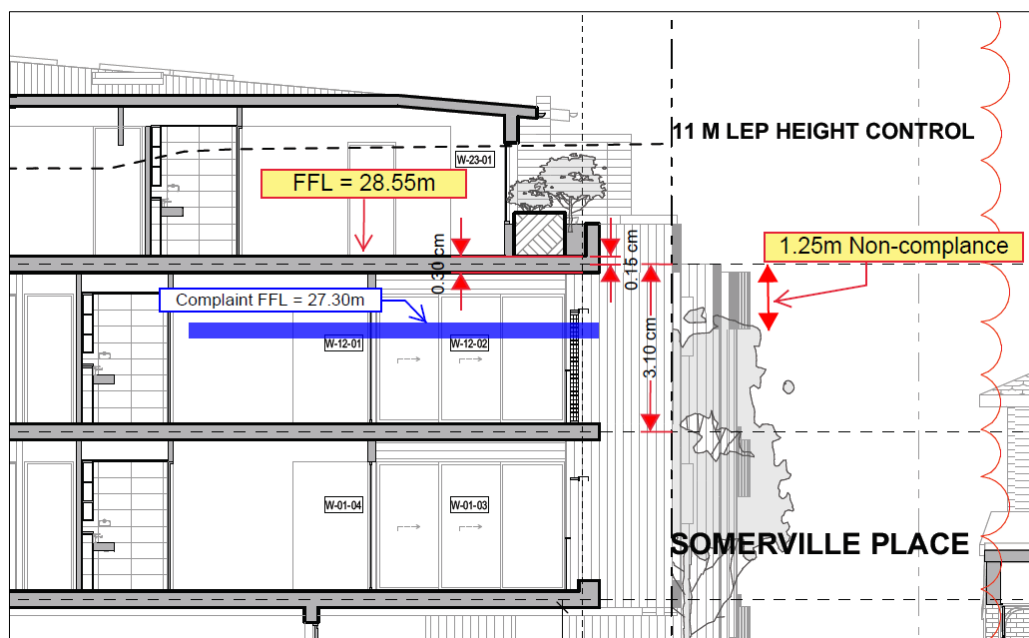 11 M LEP HEIGHT CONTROL
W-23-01
FFL = 28.55m
1.25m Non-complance
0.30 cm
0.15 cm
Complaint FFL = 27.30m
W-12-01
W-12-02
3.10 cm
W-01-04
W-01-03
SOMERVILLE PLACE